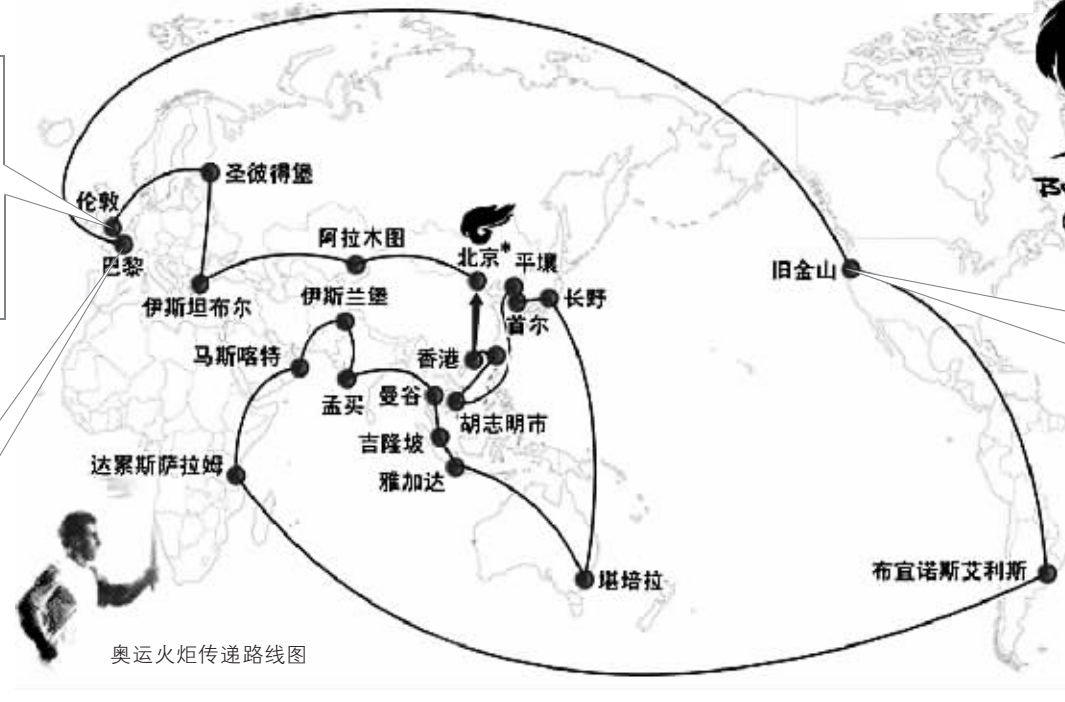 圣彼得堡
伦敦
巴黎
阿拉木图
北京*
平壤
旧金山
伊斯坦布尔
伊斯兰堡
长野
首尔
马斯喀特
香港
孟买
曼谷
胡志明市
吉隆坡
达累斯萨拉姆
雅加达
布宜诺斯艾利斯
堪培拉
奥运火炬传递路线图